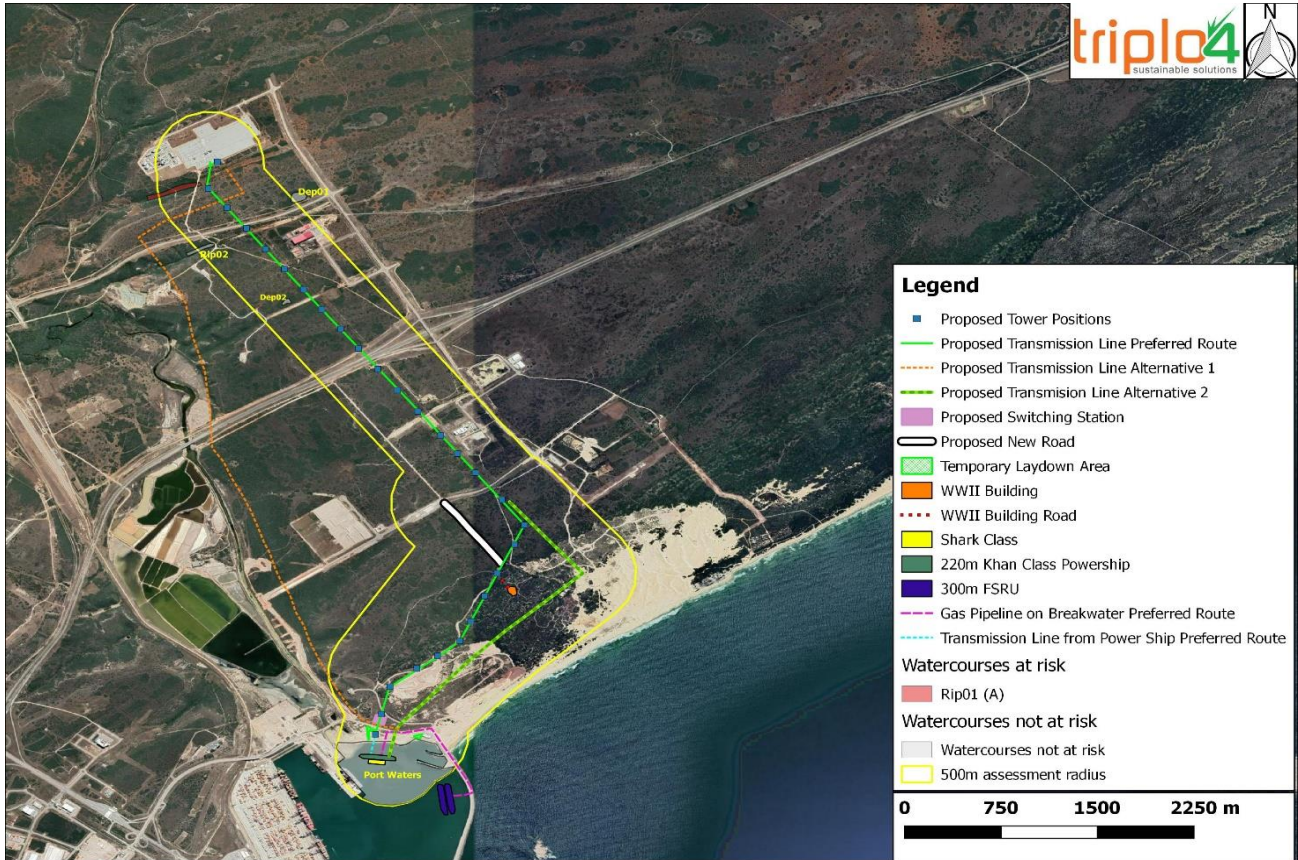 triplo4
sustainable solutions
N
Dep01
Rip02
Dep02
Port Waters
Legend
Proposed Tower Positions
Proposed Transmission Line Preferred Route
Proposed Transmission Line Alternative 1
Proposed Transmision Line Alternative 2
Proposed Switching Station
Proposed New Road
Temporary Laydown Area
WWII Building
WWII Building Road
Shark Class
220m Khan Class Powership
300m FSRU
Gas Pipeline on Breakwater Preferred Route
Transmission Line from Power Ship Preferred Route
Watercourses at risk
Rip01 (A)
Watercourses not at risk
Watercourses not at risk
500m assessment radius
0 750 1500 2250 m